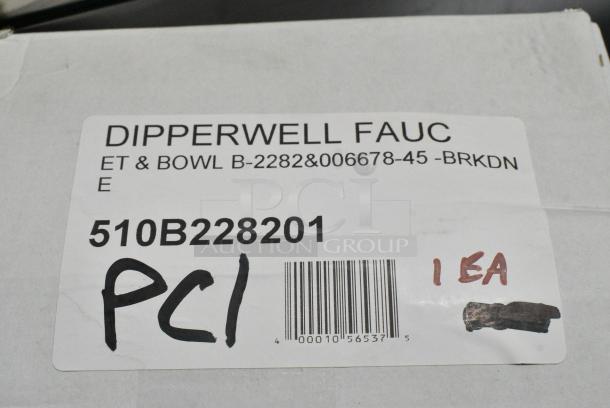 DIPPERWELL FAUC
ET & BOWL B-2282&006678-45 -BRKDN
E
510B228201
PCI
AUCTION GROUP
PCI
1 EA
4 00010 56537 5